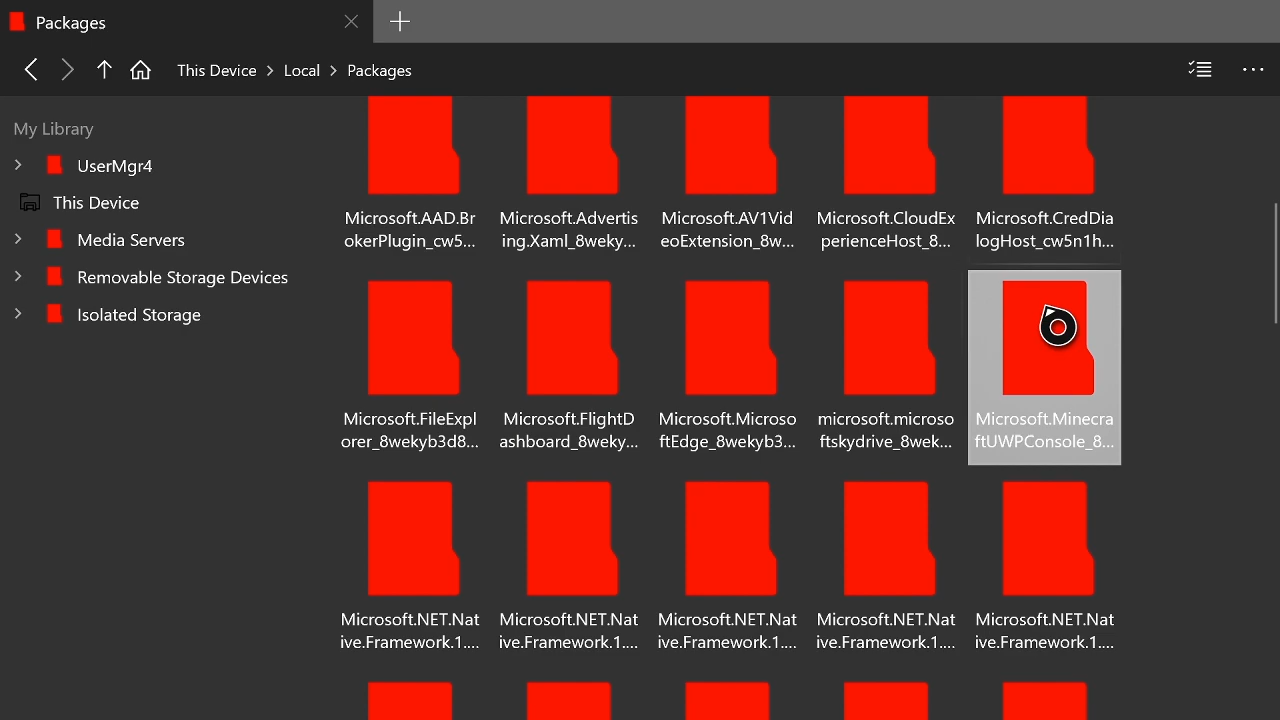 Packages
This Device > Local > Packages
My Library
UserMgr4
This Device
Media Servers
Removable Storage Devices
Isolated Storage
Microsoft.AAD.Br
okerPlugin_cw5...
Microsoft.Advertis
ing.Xaml_8weky...
Microsoft.AV1Vid
eoExtension_8w...
Microsoft.CloudEx
perienceHost_8...
Microsoft.CredDia
logHost_cw5n1h...
Microsoft.FileExpl
orer_8wekyb3d8...
Microsoft.FlightD
ashboard_8weky...
Microsoft.Microso
ftEdge_8wekyb3...
microsoft.microso
ftskydrive_8wek...
Microsoft.Minecra
ftUWPConsole_8...
Microsoft.NET.Nat
ive.Framework.1....
Microsoft.NET.Nat
ive.Framework.1....
Microsoft.NET.Nat
ive.Framework.1....
Microsoft.NET.Nat
ive.Framework.1....
Microsoft.NET.Nat
ive.Framework.1....